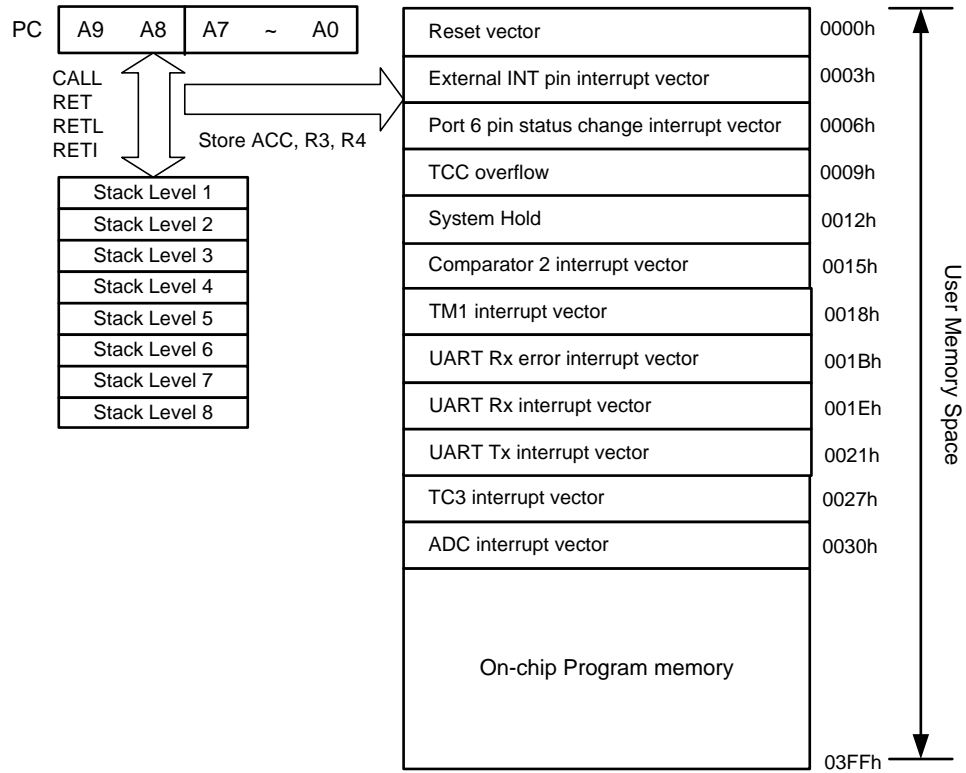 PC A9 A8 A7 ~ A0
CALL
RET
RETL
RETI
Store ACC, R3, R4
Stack Level 1
Stack Level 2
Stack Level 3
Stack Level 4
Stack Level 5
Stack Level 6
Stack Level 7
Stack Level 8
Reset vector 0000h
External INT pin interrupt vector 0003h
Port 6 pin status change interrupt vector 0006h
TCC overflow 0009h
System Hold 0012h
Comparator 2 interrupt vector 0015h
TM1 interrupt vector 0018h
UART Rx error interrupt vector 001Bh
UART Rx interrupt vector 001Eh
UART Tx interrupt vector 0021h
TC3 interrupt vector 0027h
ADC interrupt vector 0030h
On-chip Program memory
03FFh
User Memory Space